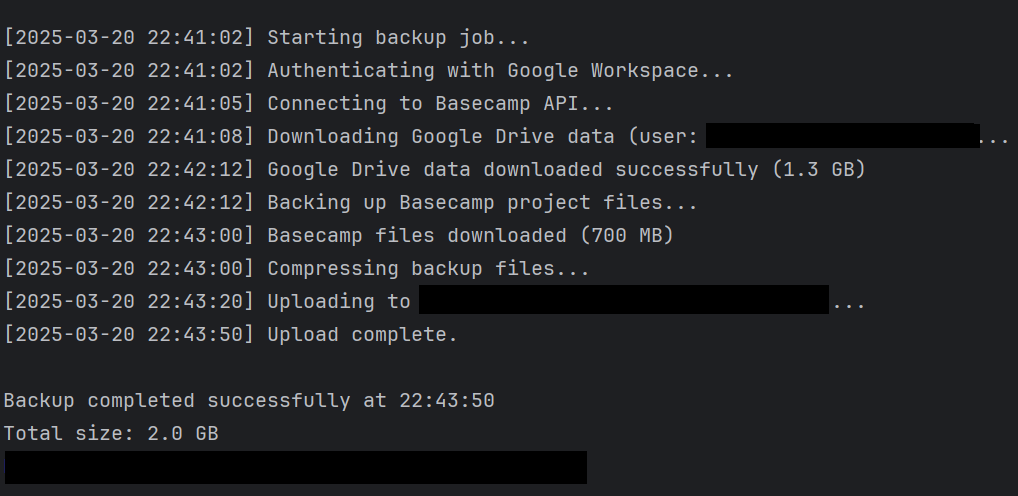 [2025-03-20 22:41:02] Starting backup job...
[2025-03-20 22:41:02] Authenticating with Google Workspace...
[2025-03-20 22:41:05] Connecting to Basecamp API...
[2025-03-20 22:41:08] Downloading Google Drive data (user: ...
[2025-03-20 22:42:12] Google Drive data downloaded successfully (1.3 GB)
[2025-03-20 22:42:12] Backing up Basecamp project files...
[2025-03-20 22:43:00] Basecamp files downloaded (700 MB)
[2025-03-20 22:43:00] Compressing backup files...
[2025-03-20 22:43:20] Uploading to ...
[2025-03-20 22:43:50] Upload complete.
Backup completed successfully at 22:43:50
Total size: 2.0 GB